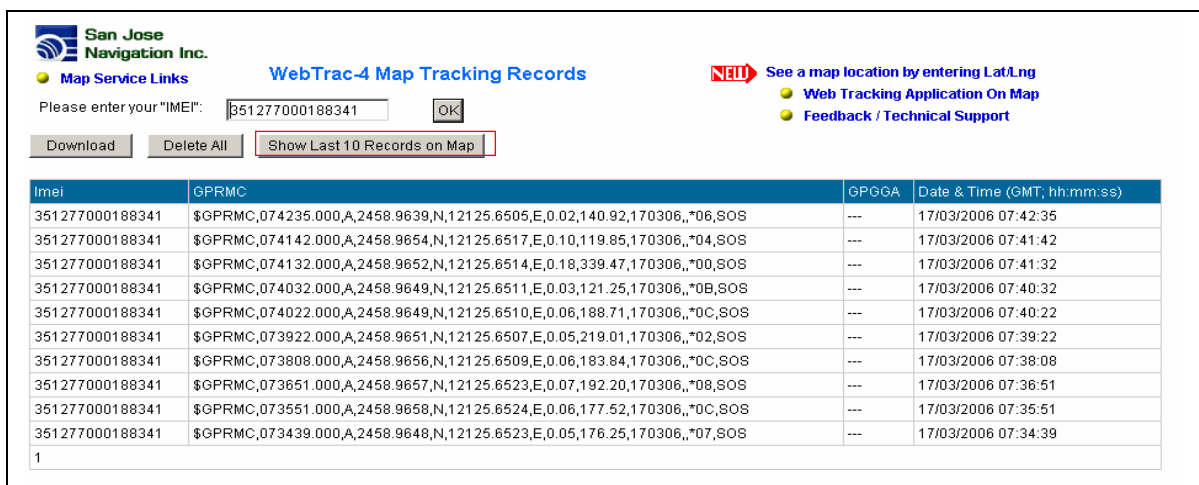 San Jose
Navigation Inc.
Map Service Links
WebTrac-4 Map Tracking Records
NEW See a map location by entering Lat/Lng
Web Tracking Application On Map
Feedback / Technical Support
Please enter your "IMEI": 351277000188341 OK
Download Delete All Show Last 10 Records on Map
Imei GPRMC GPGGA Date & Time (GMT; hh:mm:ss)
351277000188341 $GPRMC,074235.000,A,2458.9639,N,12125.6505,E,0.02,140.92,170306,,*06,SOS --- 17/03/2006 07:42:35
351277000188341 $GPRMC,074142.000,A,2458.9654,N,12125.6517,E,0.10,119.85,170306,,*04,SOS --- 17/03/2006 07:41:42
351277000188341 $GPRMC,074132.000,A,2458.9652,N,12125.6514,E,0.18,339.47,170306,,*00,SOS --- 17/03/2006 07:41:32
351277000188341 $GPRMC,074032.000,A,2458.9649,N,12125.6511,E,0.03,121.25,170306,,*0B,SOS --- 17/03/2006 07:40:32
351277000188341 $GPRMC,074022.000,A,2458.9649,N,12125.6510,E,0.06,188.71,170306,,*0C,SOS --- 17/03/2006 07:40:22
351277000188341 $GPRMC,073922.000,A,2458.9651,N,12125.6507,E,0.05,219.01,170306,,*02,SOS --- 17/03/2006 07:39:22
351277000188341 $GPRMC,073808.000,A,2458.9656,N,12125.6509,E,0.06,183.84,170306,,*0C,SOS --- 17/03/2006 07:38:08
351277000188341 $GPRMC,073651.000,A,2458.9657,N,12125.6523,E,0.07,192.20,170306,,*08,SOS --- 17/03/2006 07:36:51
351277000188341 $GPRMC,073551.000,A,2458.9658,N,12125.6524,E,0.06,177.52,170306,,*0C,SOS --- 17/03/2006 07:35:51
351277000188341 $GPRMC,073439.000,A,2458.9648,N,12125.6523,E,0.05,176.25,170306,,*07,SOS --- 17/03/2006 07:34:39
1